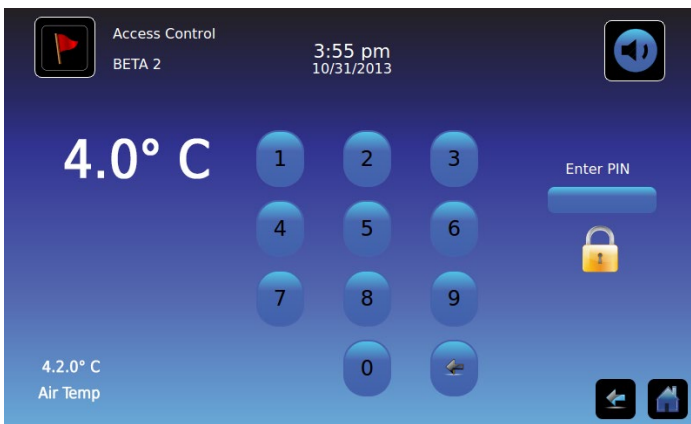 Access Control
BETA 2
3:55 pm
10/31/2013
4.0° C
1 2 3
Enter PIN
4 5 6
7 8 9
0
4.2.0° C
Air Temp